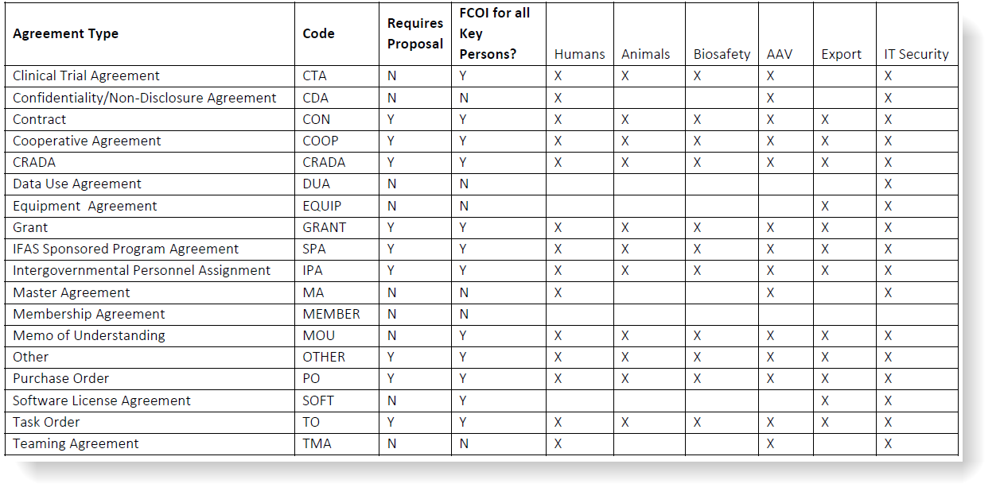 Agreement Type Code Requires Proposal FCOI for all Key Persons? Humans Animals Biosafety AAV Export IT Security
Clinical Trial Agreement CTA N Y X X X X X
Confidentiality/Non-Disclosure Agreement CDA N N X X X
Contract CON Y Y X X X X X X
Cooperative Agreement COOP Y Y X X X X X X
CRADA CRADA Y Y X X X X X X
Data Use Agreement DUA N N X
Equipment Agreement EQUIP N N X X
Grant GRANT Y Y X X X X X X
IFAS Sponsored Program Agreement SPA Y Y X X X X X X
Intergovernmental Personnel Assignment IPA Y Y X X X X X X
Master Agreement MA N N X X X
Membership Agreement MEMBER N N
Memo of Understanding MOU N Y X X X X X X
Other OTHER Y Y X X X X X X
Purchase Order PO Y Y X X X X X X
Software License Agreement SOFT N Y X X
Task Order TO Y Y X X X X X X
Teaming Agreement TMA N N X X X